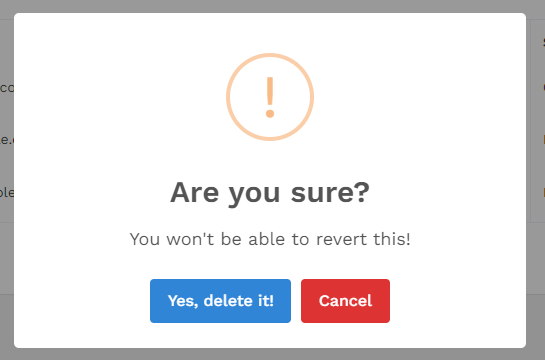 !
Are you sure?
You won't be able to revert this!
Yes, delete it!
Cancel